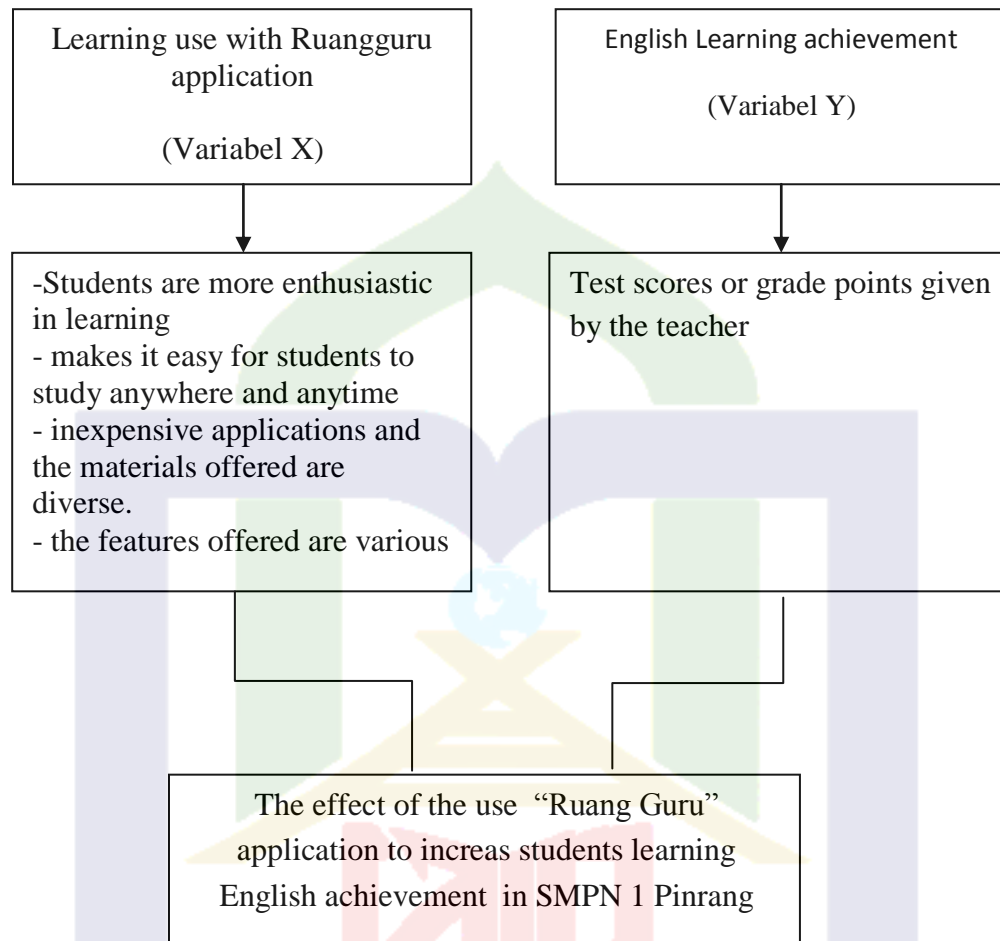 Learning use with Ruangguru
application
(Variabel X)
English Learning achievement
(Variabel Y)
-Students are more enthusiastic
in learning
- makes it easy for students to
study anywhere and anytime
- inexpensive applications and
the materials offered are
diverse.
- the features offered are various
Test scores or grade points given
by the teacher
The effect of the use “Ruang Guru”
application to increas students learning
English achievement in SMPN 1 Pinrang